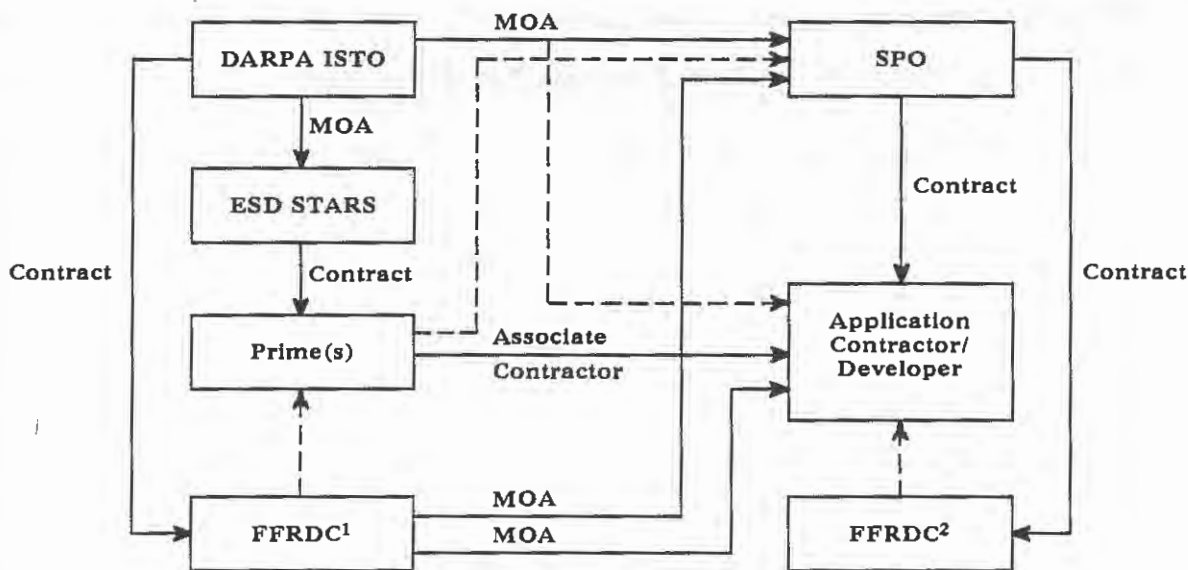 MOA
DARPA ISTO
SPO
MOA
ESD STARS
Contract
Contract
Contract
Contract
Prime(s)
Associate
Contractor
Application
Contractor/
Developer
MOA
FFRDC¹
MOA
FFRDC²